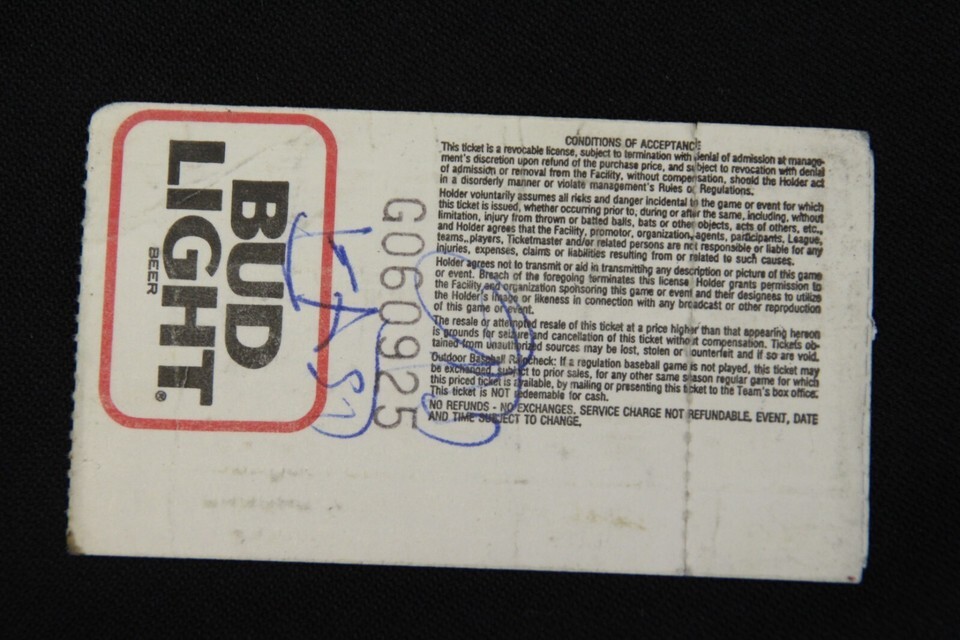 BUD
LIGHT®
BEER
G060925
CONDITIONS OF ACCEPTANCE
This ticket is a revocable license, subject to termination with denial of admission at manage-
ment's discretion upon refund of the purchase price, and subject to revocation with denial
of admission or removal from the Facility, without compensation, should the Holder act
in a disorderly manner or violate management's Rules or Regulations.
Holder voluntarily assumes all risks and danger incidental to the game or event for which
this ticket is issued, whether occurring prior to, during or after the same, including, without
limitation, injury from thrown or batted balls, bats or other objects, acts of others, etc.,
and Holder agrees that the Facility, promotor, organization, agents, participants, League,
teams, players, Ticketmaster and/or related persons are not responsible or liable for any
injuries, expenses, claims or liabilities resulting from or related to such causes.
Holder agrees not to transmit or aid in transmitting any description or picture of this game
or event. Breach of the foregoing terminates this license. Holder grants permission to
the Facility and organization sponsoring this game or event and their designees to utilize
the Holder's image or likeness in connection with any broadcast or other reproduction
of this game or event.
The resale or attempted resale of this ticket at a price higher than that appearing hereon
is grounds for seizure and cancellation of this ticket without compensation. Tickets ob-
tained from unauthorized sources may be lost, stolen or counterfeit and if so are void.
Outdoor Baseball Raincheck: If a regulation baseball game is not played, this ticket may
be exchanged, subject to prior sales, for any other same season regular game for which
this priced ticket is available, by mailing or presenting this ticket to the Team's box office.
This ticket is NOT redeemable for cash.
NO REFUNDS - NO EXCHANGES. SERVICE CHARGE NOT REFUNDABLE. EVENT, DATE
AND TIME SUBJECT TO CHANGE.